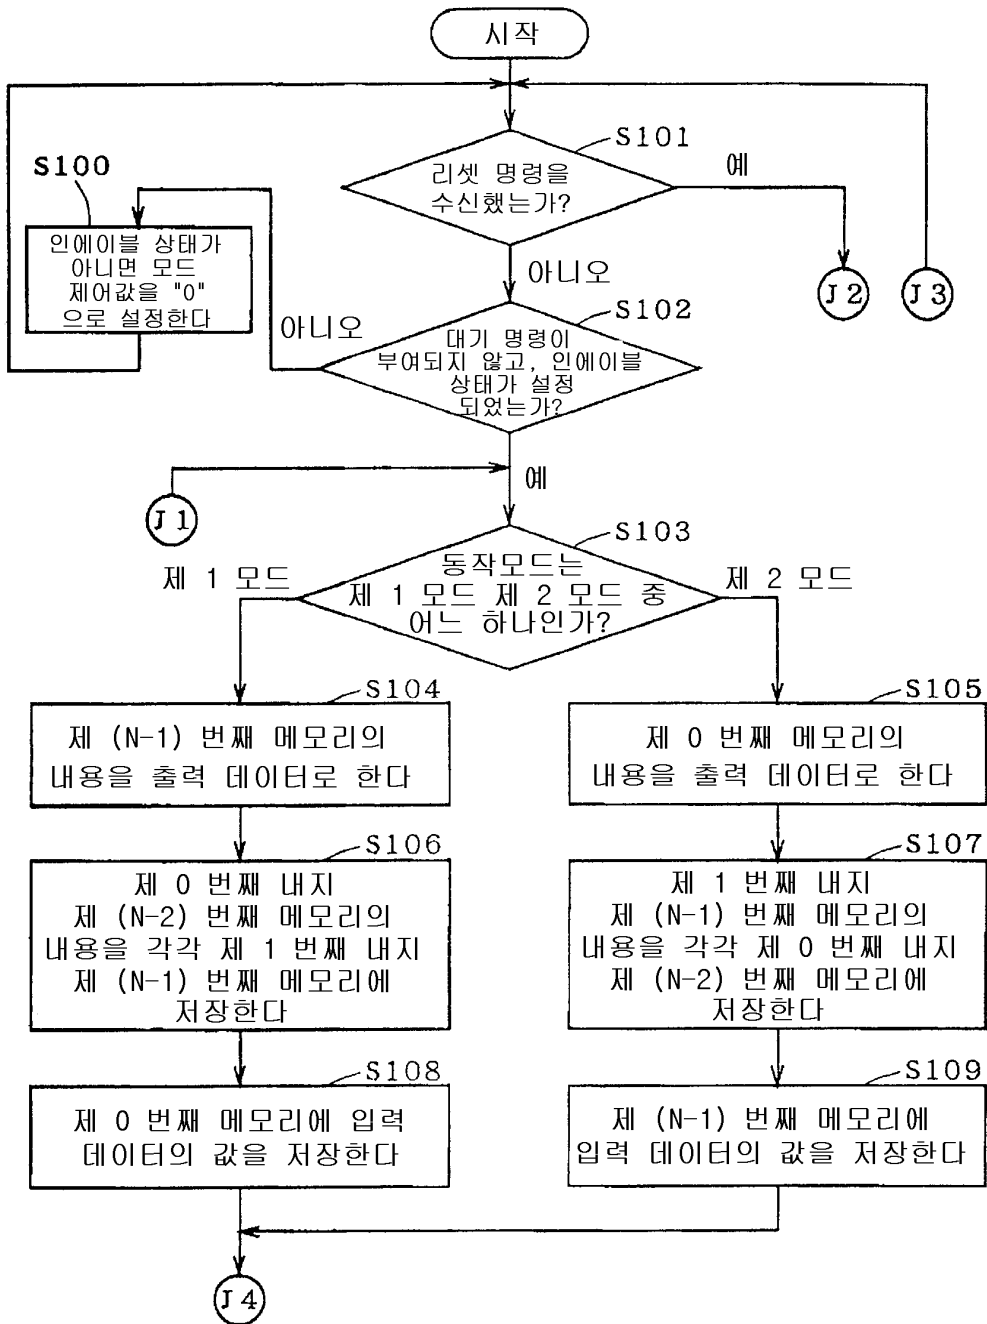 시작
S101
리셋 명령을
수신했는가?
예
S100
인에이블 상태가
아니면 모드
제어값을 "0"
으로 설정한다
아니오
J2
J3
S102
아니오
대기 명령이
부여되지 않고, 인에이블
상태가 설정
되었는가?
예
J1
S103
동작모드는
제 1 모드 제 2 모드 중
어느 하나인가?
제 1 모드
제 2 모드
S104
제 (N-1) 번째 메모리의
내용을 출력 데이터로 한다
S105
제 0 번째 메모리의
내용을 출력 데이터로 한다
S106
제 0 번째 내지
제 (N-2) 번째 메모리의
내용을 각각 제 1 번째 내지
제 (N-1) 번째 메모리에
저장한다
S107
제 1 번째 내지
제 (N-1) 번째 메모리의
내용을 각각 제 0 번째 내지
제 (N-2) 번째 메모리에
저장한다
S108
제 0 번째 메모리에 입력
데이터의 값을 저장한다
S109
제 (N-1) 번째 메모리에
입력 데이터의 값을 저장한다
J4